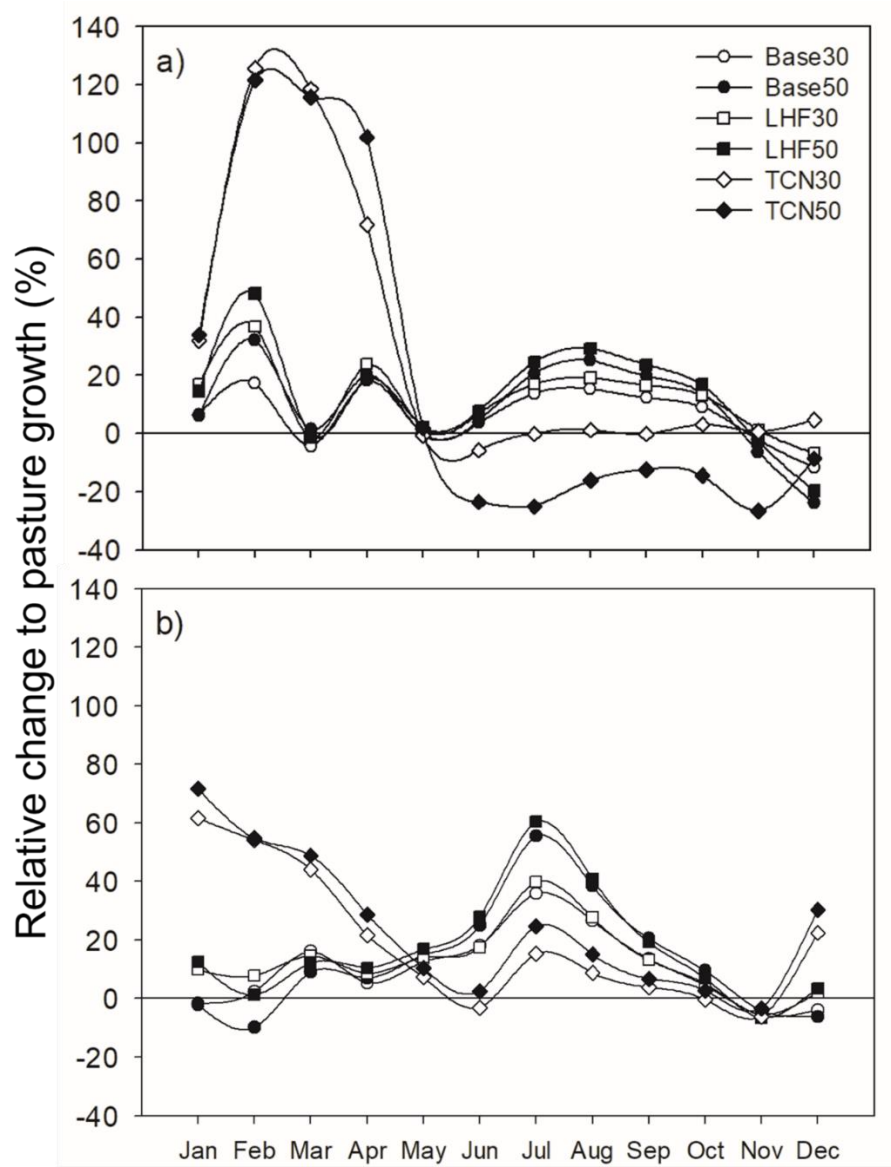 Relative change to pasture growth (%)
a)
140
120
100
80
60
40
20
0
-20
-40
Base30
Base50
LHF30
LHF50
TCN30
TCN50
b)
140
120
100
80
60
40
20
0
-20
-40
Jan Feb Mar Apr May Jun Jul Aug Sep Oct Nov Dec